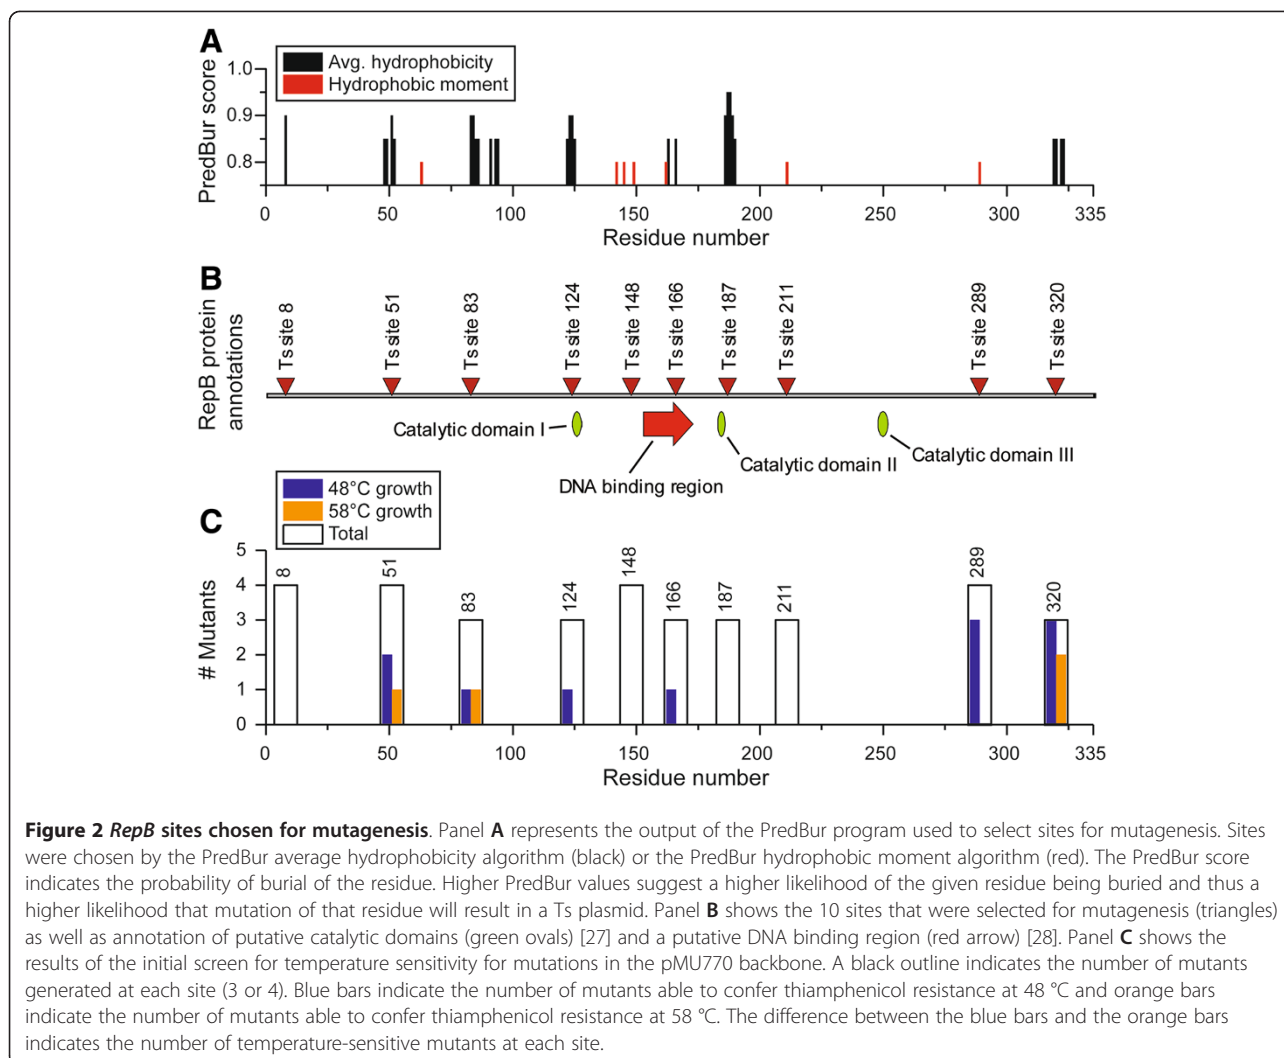 A
PredBur score
1.0
0.9
0.8
Avg. hydrophobicity
Hydrophobic moment
0
50
100
150
200
250
300
335
Residue number
B
RepB protein
annotations
Ts site 8
Ts site 51
Ts site 83
Ts site 124
Ts site 148
Ts site 166
Ts site 187
Ts site 211
Ts site 289
Ts site 320
Catalytic domain I
DNA binding region
Catalytic domain II
Catalytic domain III
48°C growth
58°C growth
Total
C
# Mutants
5
4
3
2
1
0
8
51
83
124
148
166
187
211
289
320
0
50
100
150
200
250
300
335
Residue number
Figure 2 RepB sites chosen for mutagenesis. Panel A represents the output of the PredBur program used to select sites for mutagenesis. Sites
were chosen by the PredBur average hydrophobicity algorithm (black) or the PredBur hydrophobic moment algorithm (red). The PredBur score
indicates the probability of burial of the residue. Higher PredBur values suggest a higher likelihood of the given residue being buried and thus a
higher likelihood that mutation of that residue will result in a Ts plasmid. Panel B shows the 10 sites that were selected for mutagenesis (triangles)
as well as annotation of putative catalytic domains (green ovals) [27] and a putative DNA binding region (red arrow) [28]. Panel C shows the
results of the initial screen for temperature sensitivity for mutations in the pMU770 backbone. A black outline indicates the number of mutants
generated at each site (3 or 4). Blue bars indicate the number of mutants able to confer thiamphenicol resistance at 48 °C and orange bars
indicate the number of mutants able to confer thiamphenicol resistance at 58 °C. The difference between the blue bars and the orange bars
indicates the number of temperature-sensitive mutants at each site.